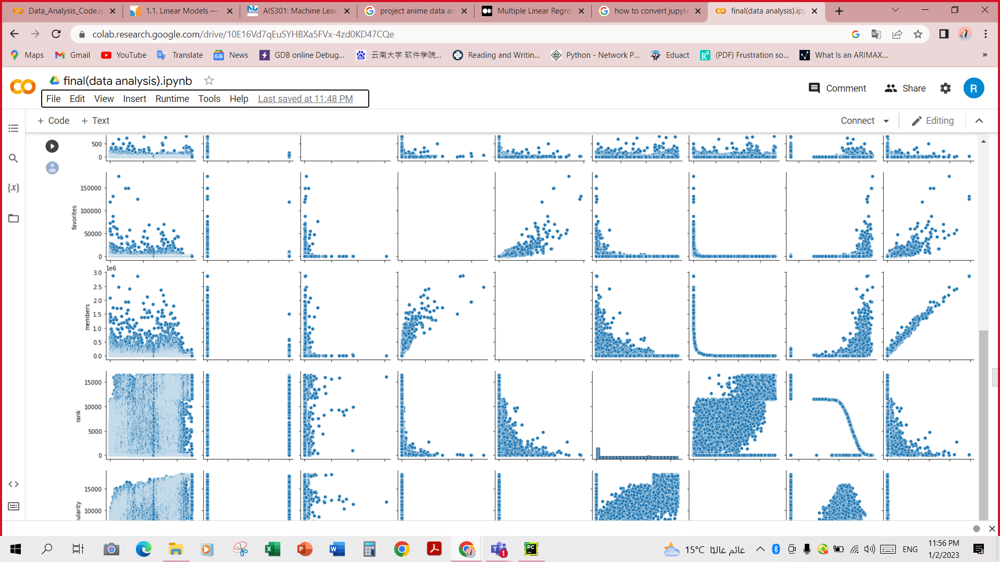 Data_Analysis_Code.ip
1.1. Linear Models —
AIS301: Machine Lear
project anime data an
Multiple Linear Regres
how to convert jupyte
final(data analysis).ipy
colab.research.google.com/drive/10E16Vd7qEuSYHBXa5FVx-4zd0KD47CQe
Maps
Gmail
YouTube
Translate
News
GDB online Debug...
云南大学 软件学院...
Reading and Writin...
Python - Network P...
Eduact
(PDF) Frustration so...
What Is an ARIMAX...
»
final(data analysis).ipynb
File Edit View Insert Runtime Tools Help Last saved at 11:48 PM
Comment
Share
R
+ Code + Text
Connect
Editing
{x}
500
0
150000
100000
50000
0
favorites
1e6
3.0
2.5
2.0
1.5
1.0
0.5
0.0
members
15000
10000
5000
0
rank
15000
10000
ularity
15°C غائم غالبًا
ENG
11:56 PM
1/2/2023